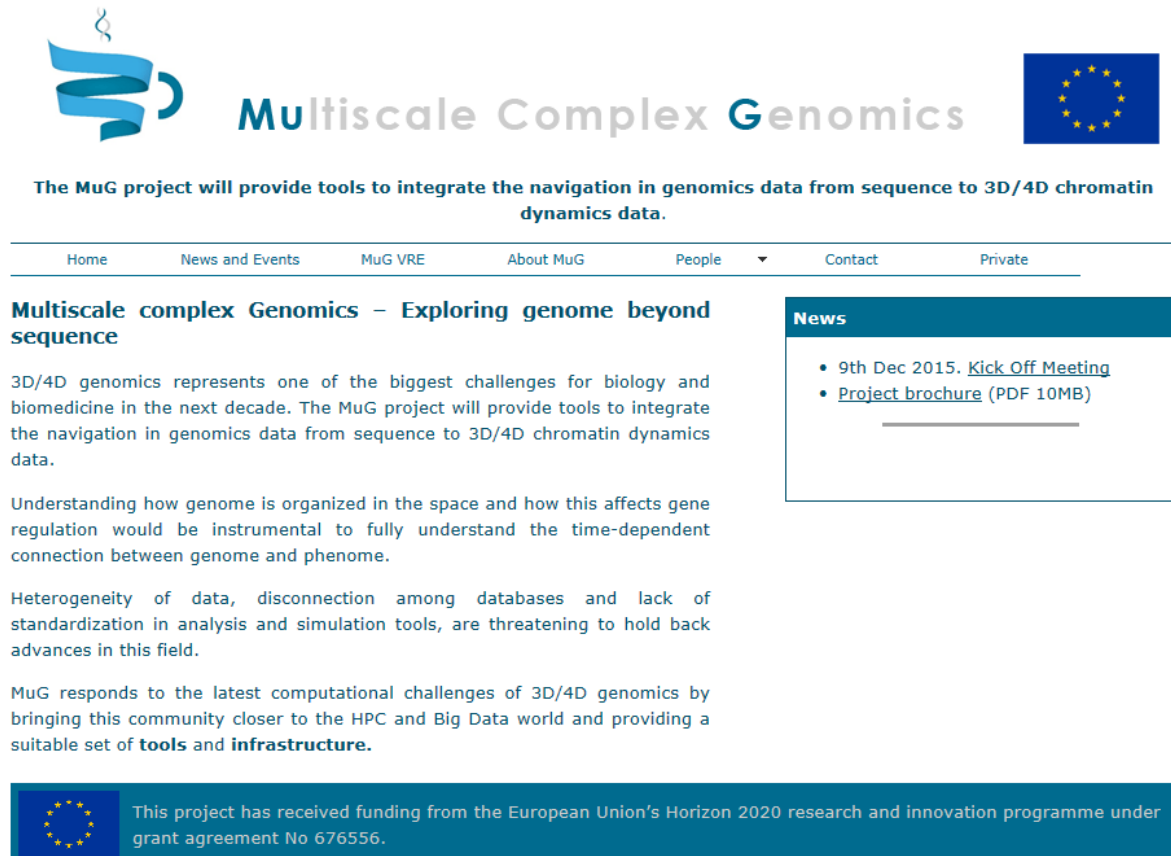 Multiscale Complex Genomics
The MuG project will provide tools to integrate the navigation in genomics data from sequence to 3D/4D chromatin
dynamics data.
Home News and Events MuG VRE About MuG People Contact Private
Multiscale complex Genomics – Exploring genome beyond
sequence
3D/4D genomics represents one of the biggest challenges for biology and
biomedicine in the next decade. The MuG project will provide tools to integrate
the navigation in genomics data from sequence to 3D/4D chromatin dynamics
data.
Understanding how genome is organized in the space and how this affects gene
regulation would be instrumental to fully understand the time-dependent
connection between genome and phenome.
Heterogeneity of data, disconnection among databases and lack of
standardization in analysis and simulation tools, are threatening to hold back
advances in this field.
MuG responds to the latest computational challenges of 3D/4D genomics by
bringing this community closer to the HPC and Big Data world and providing a
suitable set of tools and infrastructure.
News
• 9th Dec 2015. Kick Off Meeting
• Project brochure (PDF 10MB)
This project has received funding from the European Union’s Horizon 2020 research and innovation programme under
grant agreement No 676556.